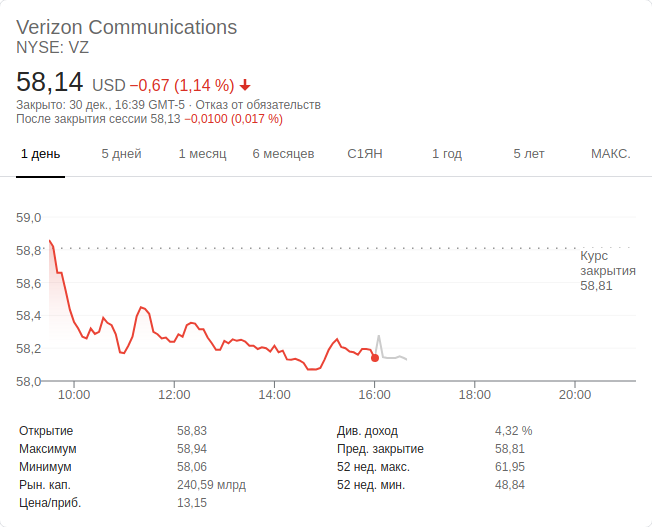 Verizon Communications
NYSE: VZ
58,14 USD −0,67 (1,14 %)
Закрыто: 30 дек., 16:39 GMT-5 · Отказ от обязательств
После закрытия сессии 58,13 −0,0100 (0,017 %)
1 день 5 дней 1 месяц 6 месяцев С1ЯН 1 год 5 лет МАКС.
59,0
58,8
Курс
закрытия
58,81
58,6
58,4
58,2
58,0
10:00 12:00 14:00 16:00 18:00 20:00
Открытие 58,83 Див. доход 4,32 %
Максимум 58,94 Пред. закрытие 58,81
Минимум 58,06 52 нед. макс. 61,95
Рын. кап. 240,59 млрд 52 нед. мин. 48,84
Цена/приб. 13,15